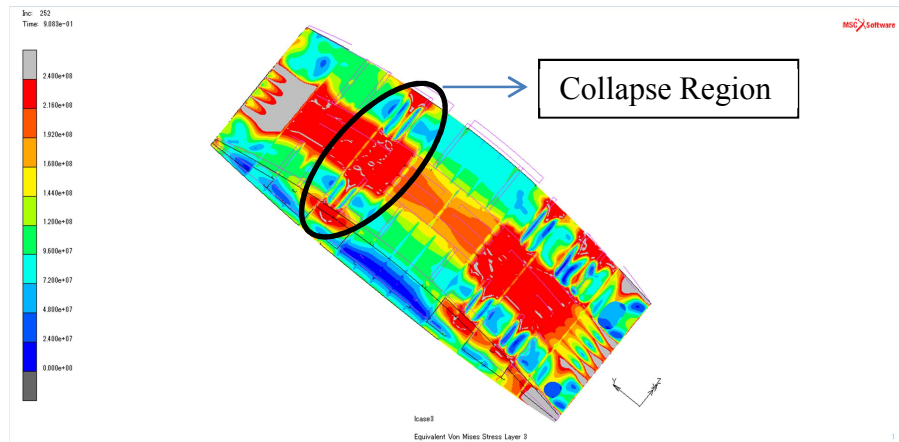 Inc: 252
Time: 9.083e-01
MSC Software
2.400e+08
2.160e+08
1.920e+08
1.680e+08
1.440e+08
1.200e+08
9.600e+07
7.200e+07
4.800e+07
2.400e+07
0.000e+00
Collapse Region
Y
Z
lcase3
Equivalent Von Mises Stress Layer 3
1